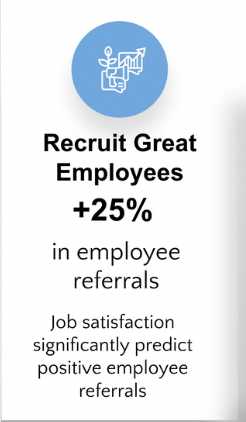 Recruit Great
Employees
+25%
in employee
referrals
Job satisfaction
significantly predict
positive employee
referrals